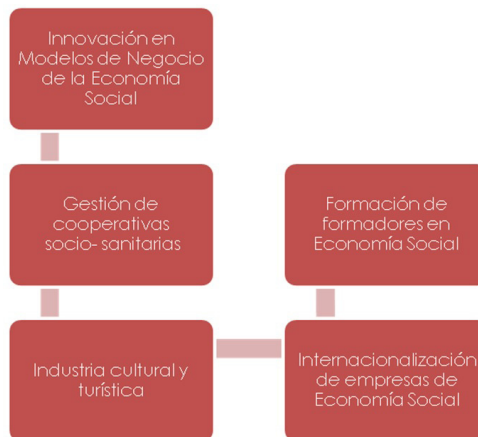 Innovación en
Modelos de Negocio
de la Economía
Social
Gestión de
cooperativas
socio- sanitarias
Industria cultural y
turística
Internacionalización
de empresas de
Economía Social
Formación de
formadores en
Economía Social